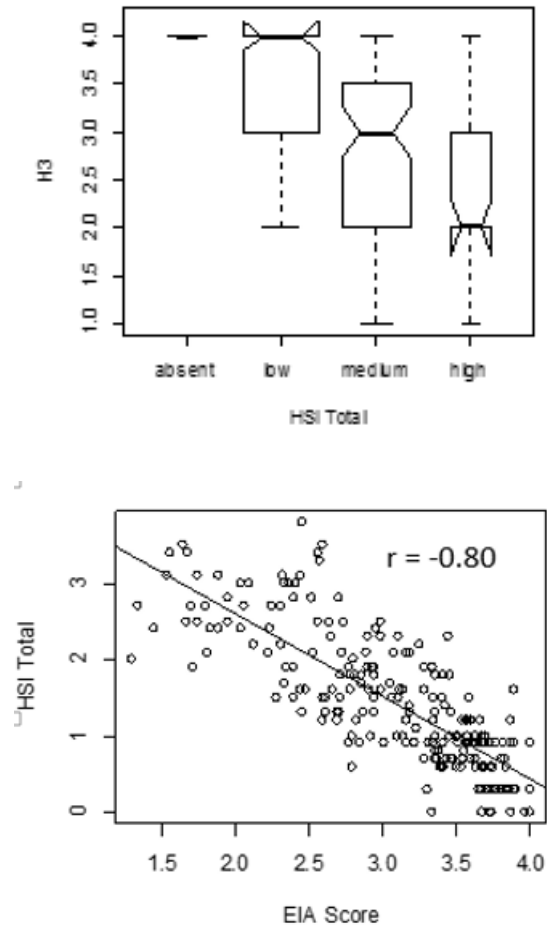 4.0
3.5
3.0
2.5
2.0
1.5
1.0
H3
absent low medium high
HSI Total
r = -0.80
3
2
1
0
HSI Total
1.5 2.0 2.5 3.0 3.5 4.0
EIA Score